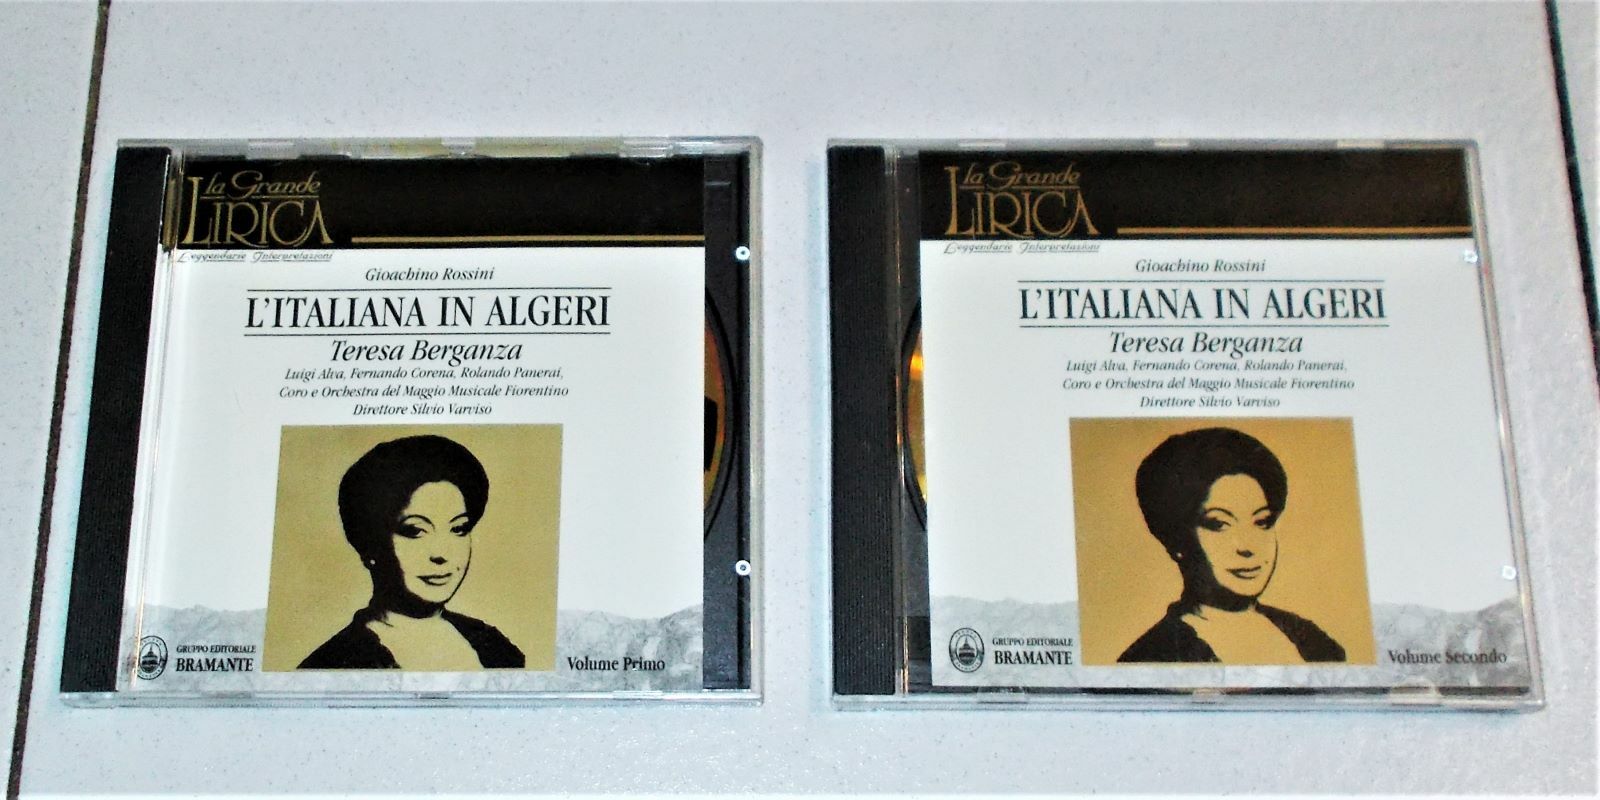 la Grande
LIRICA
Leggendarie Interpretazioni
Gioachino Rossini
L'ITALIANA IN ALGERI
Teresa Berganza
Luigi Alva, Fernando Corena, Rolando Panerai,
Coro e Orchestra del Maggio Musicale Fiorentino
Direttore Silvio Varviso
GRUPPO EDITORIALE
BRAMANTE
Volume Primo
la Grande
LIRICA
Leggendarie Interpretazioni
Gioachino Rossini
L'ITALIANA IN ALGERI
Teresa Berganza
Luigi Alva, Fernando Corena, Rolando Panerai,
Coro e Orchestra del Maggio Musicale Fiorentino
Direttore Silvio Varviso
GRUPPO EDITORIALE
BRAMANTE
Volume Secondo